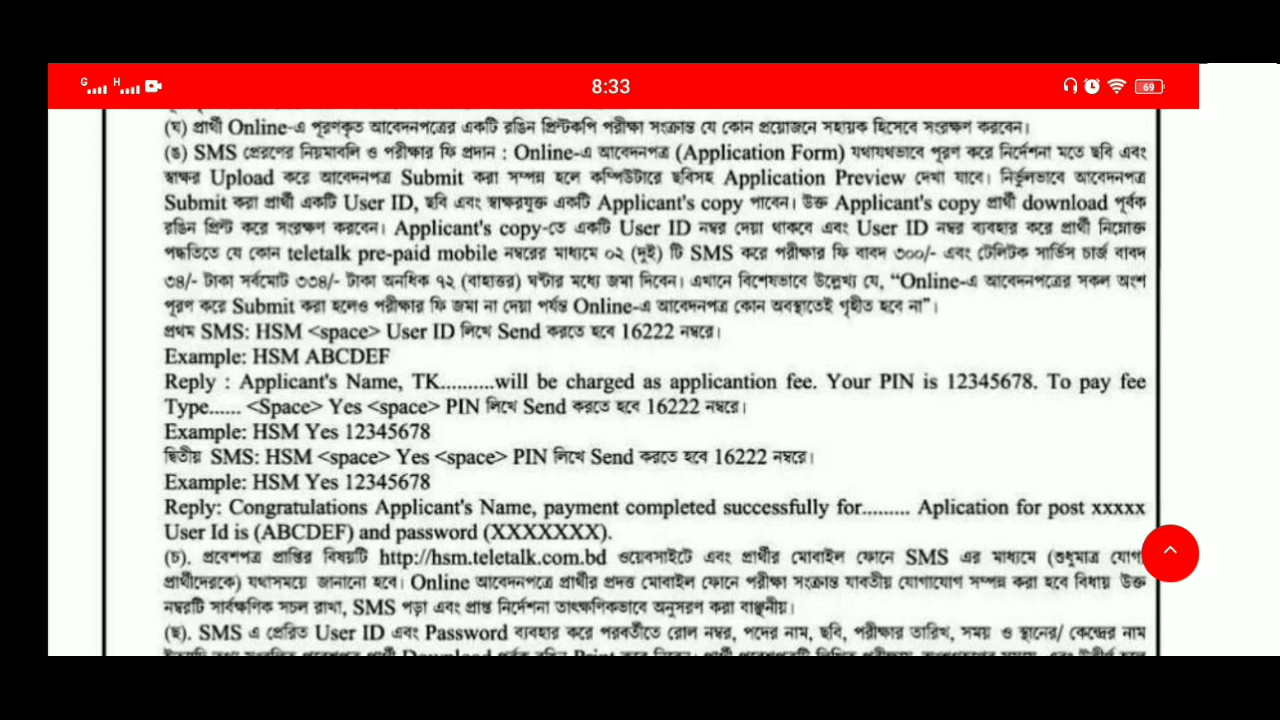 G H 8:33 69
(ঘ) প্রার্থী Online-এ পূরণকৃত আবেদনপত্রের একটি রঙিন প্রিন্টকপি পরীক্ষা সংক্রান্ত যে কোন প্রয়োজনে সহায়ক হিসেবে সংরক্ষণ করবেন।
(ঙ) SMS প্রেরণের নিয়মাবলি ও পরীক্ষার ফি প্রদান : Online-এ আবেদনপত্র (Application Form) যথাযথভাবে পূরণ করে নির্দেশনা মতে ছবি এবং
স্বাক্ষর Upload করে আবেদনপত্র Submit করা সম্পন্ন হলে কম্পিউটারে ছবিসহ Application Preview দেখা যাবে। নির্ভুলভাবে আবেদনপত্র
Submit করা প্রার্থী একটি User ID, ছবি এবং স্বাক্ষরযুক্ত একটি Applicant's copy পাবেন। উক্ত Applicant's copy প্রার্থী download পূর্বক
রঙিন প্রিন্ট করে সংরক্ষণ করবেন। Applicant's copy-তে একটি User ID নম্বর দেয়া থাকবে এবং User ID নম্বর ব্যবহার করে প্রার্থী নিম্নোক্ত
পদ্ধতিতে যে কোন teletalk pre-paid mobile নম্বরের মাধ্যমে ০২ (দুই) টি SMS করে পরীক্ষার ফি বাবদ ৩০০/- এবং টেলিটক সার্ভিস চার্জ বাবদ
৩৪/- টাকা সর্বমোট ৩৩৪/- টাকা অনধিক ৭২ (বাহাত্তর) ঘন্টার মধ্যে জমা দিবেন। এখানে বিশেষভাবে উল্লেখ্য যে, “Online-এ আবেদনপত্রের সকল অংশ
পূরণ করে Submit করা হলেও পরীক্ষার ফি জমা না দেয়া পর্যন্ত Online-এ আবেদনপত্র কোন অবস্থাতেই গৃহীত হবে না”।
প্রথম SMS: HSM <space> User ID লিখে Send করতে হবে 16222 নম্বরে।
Example: HSM ABCDEF
Reply : Applicant's Name, TK..........will be charged as applicantion fee. Your PIN is 12345678. To pay fee
Type...... <Space> Yes <space> PIN লিখে Send করতে হবে 16222 নম্বরে।
Example: HSM Yes 12345678
দ্বিতীয় SMS: HSM <space> Yes <space> PIN লিখে Send করতে হবে 16222 নম্বরে।
Example: HSM Yes 12345678
Reply: Congratulations Applicant's Name, payment completed successfully for......... Aplication for post xxxxx
User Id is (ABCDEF) and password (XXXXXXX).
(চ). প্রবেশপত্র প্রাপ্তির বিষয়টি http://hsm.teletalk.com.bd ওয়েবসাইটে এবং প্রার্থীর মোবাইল ফোনে SMS এর মাধ্যমে (শুধুমাত্র যোগ্য
প্রার্থীদেরকে) যথাসময়ে জানানো হবে। Online আবেদনপত্রে প্রার্থীর প্রদত্ত মোবাইল ফোনে পরীক্ষা সংক্রান্ত যাবতীয় যোগাযোগ সম্পন্ন করা হবে বিধায় উক্ত
নম্বরটি সার্বক্ষণিক সচল রাখা, SMS পড়া এবং প্রাপ্ত নির্দেশনা তাৎক্ষণিকভাবে অনুসরণ করা বাঞ্ছনীয়।
(ছ). SMS এ প্রেরিত User ID এবং Password ব্যবহার করে পরবর্তীতে রোল নম্বর, পদের নাম, ছবি, পরীক্ষার তারিখ, সময় ও স্থানের/ কেন্দ্রের নাম